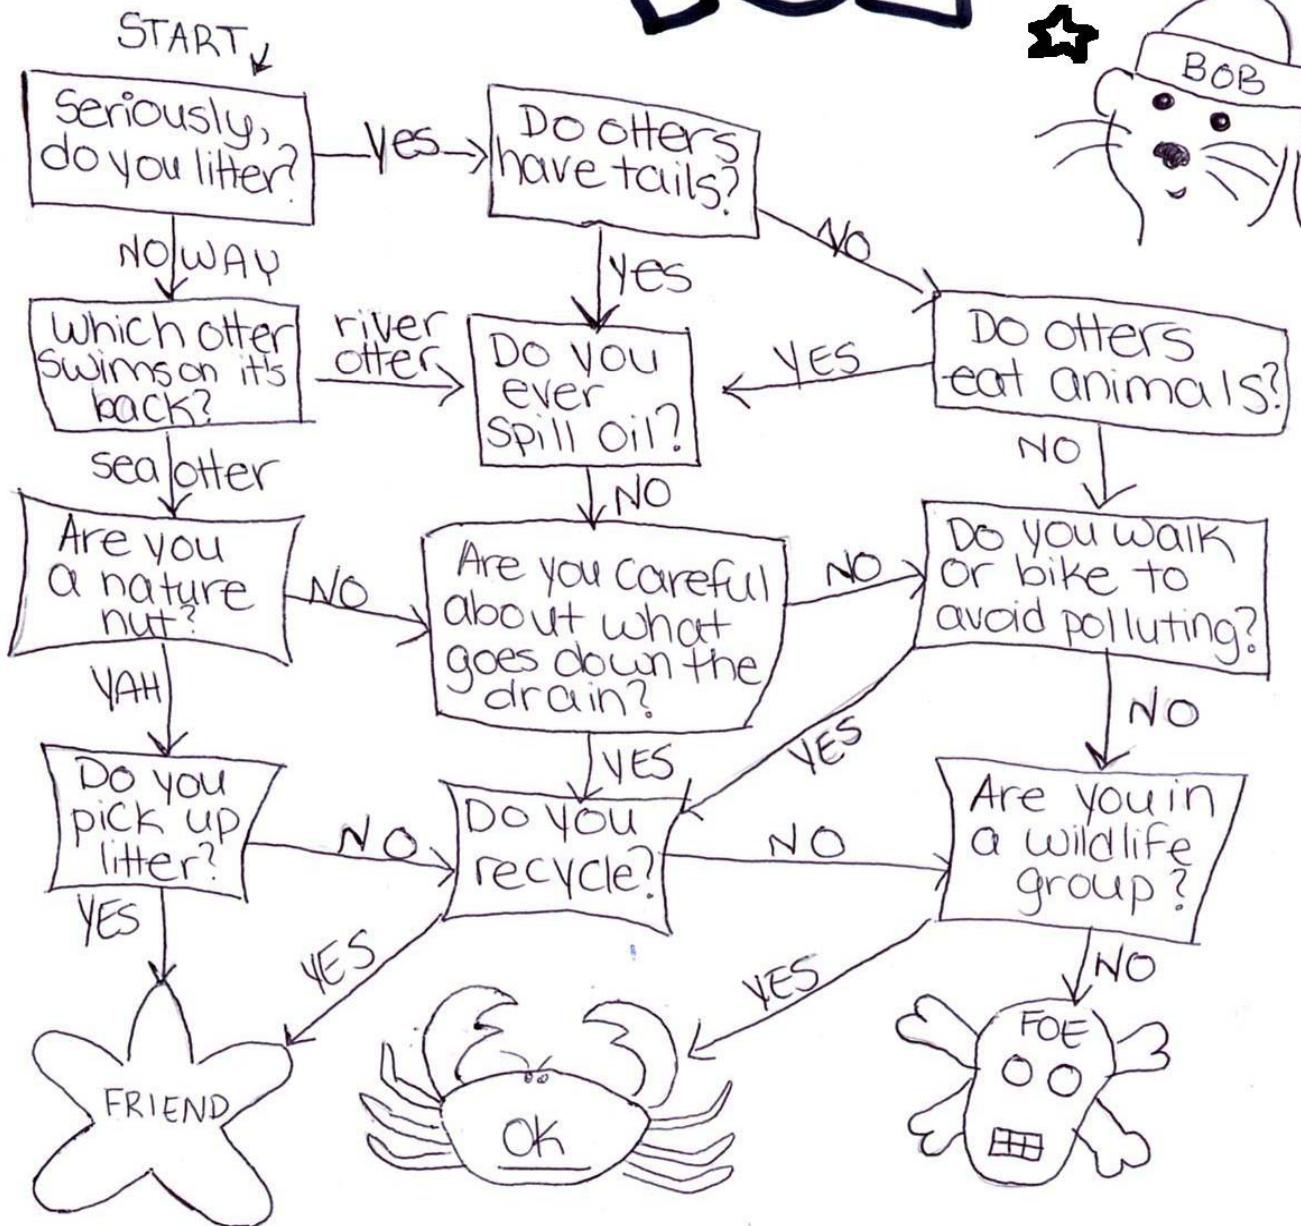 START
BOB
Seriously,
do you litter?
Yes
Do otters
have tails?
NO WAY
yes
NO
Which otter
swims on it's
back?
river
otter
Do you
ever
spill oil?
YES
Do otters
eat animals?
sea otter
NO
NO
Are you
a nature
nut?
NO
Are you careful
about what
goes down the
drain?
NO
Do you walk
or bike to
avoid polluting?
YAH
YES
YES
NO
Do you
pick up
litter?
NO
Do you
recycle?
NO
Are you in
a wildlife
group?
YES
YES
YES
NO
FRIEND
OK
FOE